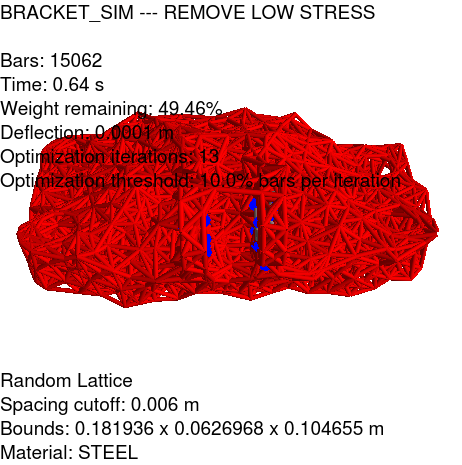 BRACKET_SIM --- REMOVE LOW STRESS
Bars: 15062
Time: 0.64 s
Weight remaining: 49.46%
Deflection: 0.0001 m
Optimization iterations: 13
Optimization threshold: 10.0% bars per iteration
Random Lattice
Spacing cutoff: 0.006 m
Bounds: 0.181936 x 0.0626968 x 0.104655 m
Material: STEEL